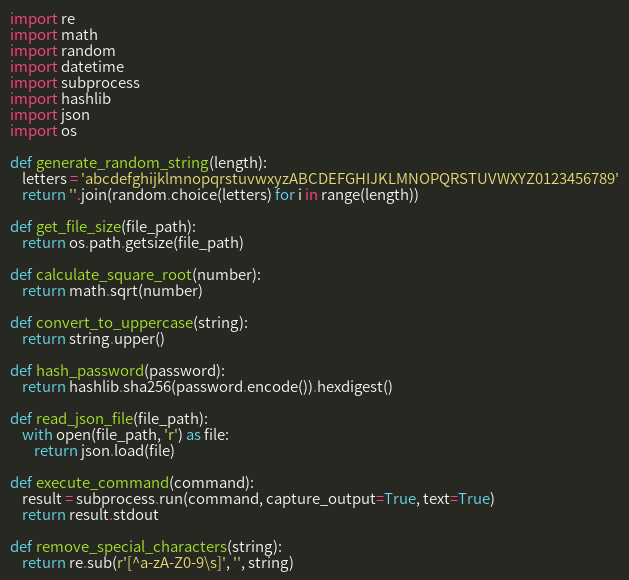 import re
import math
import random
import datetime
import subprocess
import hashlib
import json
import os

def generate_random_string(length):
    letters = 'abcdefghijklmnopqrstuvwxyzABCDEFGHIJKLMNOPQRSTUVWXYZ0123456789'
    return ''.join(random.choice(letters) for i in range(length))

def get_file_size(file_path):
    return os.path.getsize(file_path)

def calculate_square_root(number):
    return math.sqrt(number)

def convert_to_uppercase(string):
    return string.upper()

def hash_password(password):
    return hashlib.sha256(password.encode()).hexdigest()

def read_json_file(file_path):
    with open(file_path, 'r') as file:
        return json.load(file)

def execute_command(command):
    result = subprocess.run(command, capture_output=True, text=True)
    return result.stdout

def remove_special_characters(string):
    return re.sub(r'[^a-zA-Z0-9\s]', '', string)